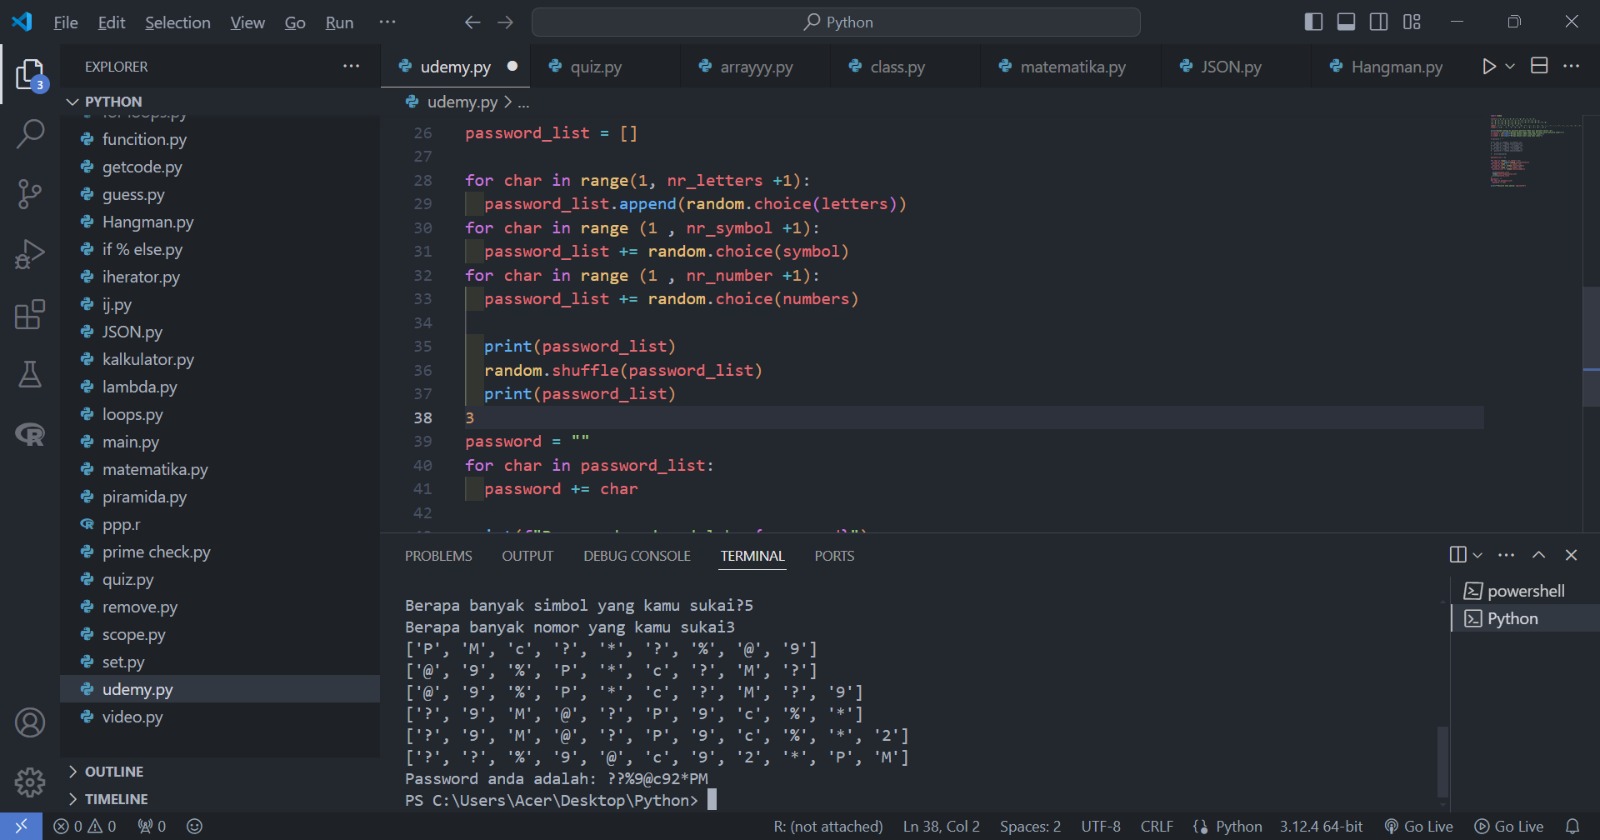 File Edit Selection View Go Run ··· ← → Python
EXPLORER ···
PYTHON
for loops.py
funcition.py
getcode.py
guess.py
Hangman.py
if % else.py
iherator.py
ij.py
JSON.py
kalkulator.py
lambda.py
loops.py
main.py
matematika.py
piramida.py
ppp.r
prime check.py
quiz.py
remove.py
scope.py
set.py
udemy.py
video.py
OUTLINE
TIMELINE
3
udemy.py quiz.py arrayyy.py class.py matematika.py JSON.py Hangman.py
udemy.py > ...
26 password_list = []
27
28 for char in range(1, nr_letters +1):
29 password_list.append(random.choice(letters))
30 for char in range (1 , nr_symbol +1):
31 password_list += random.choice(symbol)
32 for char in range (1 , nr_number +1):
33 password_list += random.choice(numbers)
34
35 print(password_list)
36 random.shuffle(password_list)
37 print(password_list)
38 3
39 password = ""
40 for char in password_list:
41 password += char
42
PROBLEMS OUTPUT DEBUG CONSOLE TERMINAL PORTS
Berapa banyak simbol yang kamu sukai?5
Berapa banyak nomor yang kamu sukai3
['P', 'M', 'c', '?', '*', '?', '%', '@', '9']
['@', '9', '%', 'P', '*', 'c', '?', 'M', '?']
['@', '9', '%', 'P', '*', 'c', '?', 'M', '?', '9']
['?', '9', 'M', '@', '?', 'P', '9', 'c', '%', '*']
['?', '9', 'M', '@', '?', 'P', '9', 'c', '%', '*', '2']
['?', '?', '%', '9', '@', 'c', '9', '2', '*', 'P', 'M']
Password anda adalah: ??%9@c92*PM
PS C:\Users\Acer\Desktop\Python>
powershell
Python
0 0 0 R: (not attached) Ln 38, Col 2 Spaces: 2 UTF-8 CRLF Python 3.12.4 64-bit Go Live Go Live